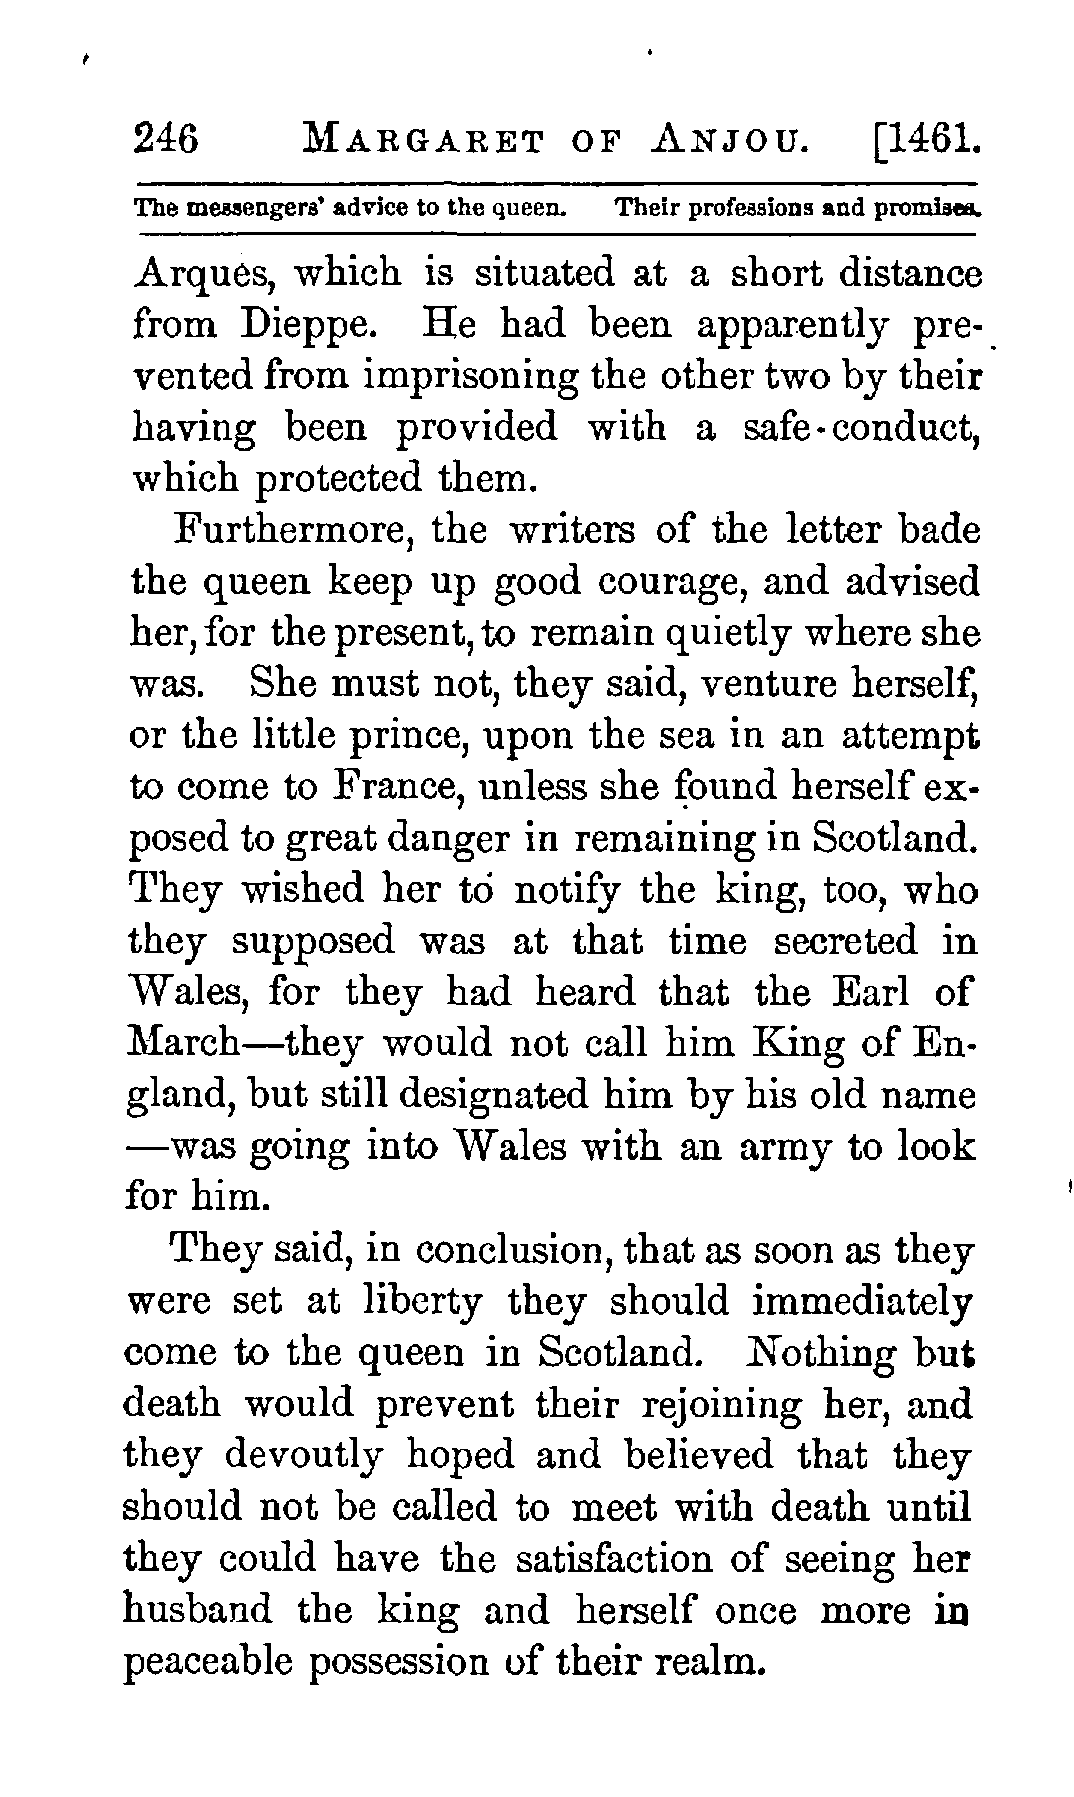 246 MARGARET OF ANJOU. [1461.
The messengers' advice to the queen. Their professions and promises.
Arques, which is situated at a short distance
from Dieppe. He had been apparently pre-
vented from imprisoning the other two by their
having been provided with a safe-conduct,
which protected them.
Furthermore, the writers of the letter bade
the queen keep up good courage, and advised
her, for the present, to remain quietly where she
was. She must not, they said, venture herself,
or the little prince, upon the sea in an attempt
to come to France, unless she found herself ex-
posed to great danger in remaining in Scotland.
They wished her to notify the king, too, who
they supposed was at that time secreted in
Wales, for they had heard that the Earl of
March—they would not call him King of En-
gland, but still designated him by his old name
—was going into Wales with an army to look
for him.
They said, in conclusion, that as soon as they
were set at liberty they should immediately
come to the queen in Scotland. Nothing but
death would prevent their rejoining her, and
they devoutly hoped and believed that they
should not be called to meet with death until
they could have the satisfaction of seeing her
husband the king and herself once more in
peaceable possession of their realm.